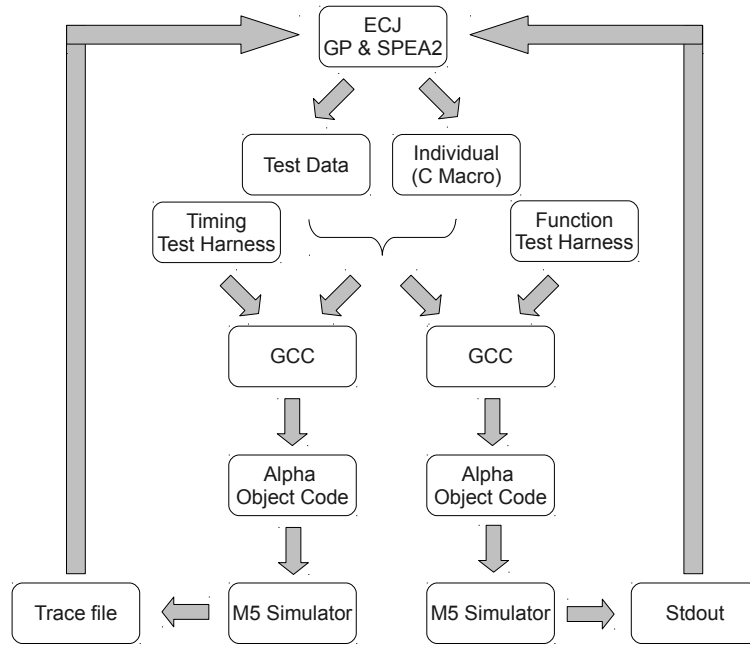 ECJ
GP & SPEA2
Test Data
Individual
(C Macro)
Timing
Test Harness
Function
Test Harness
GCC
GCC
Alpha
Object Code
Alpha
Object Code
Trace file
M5 Simulator
M5 Simulator
Stdout